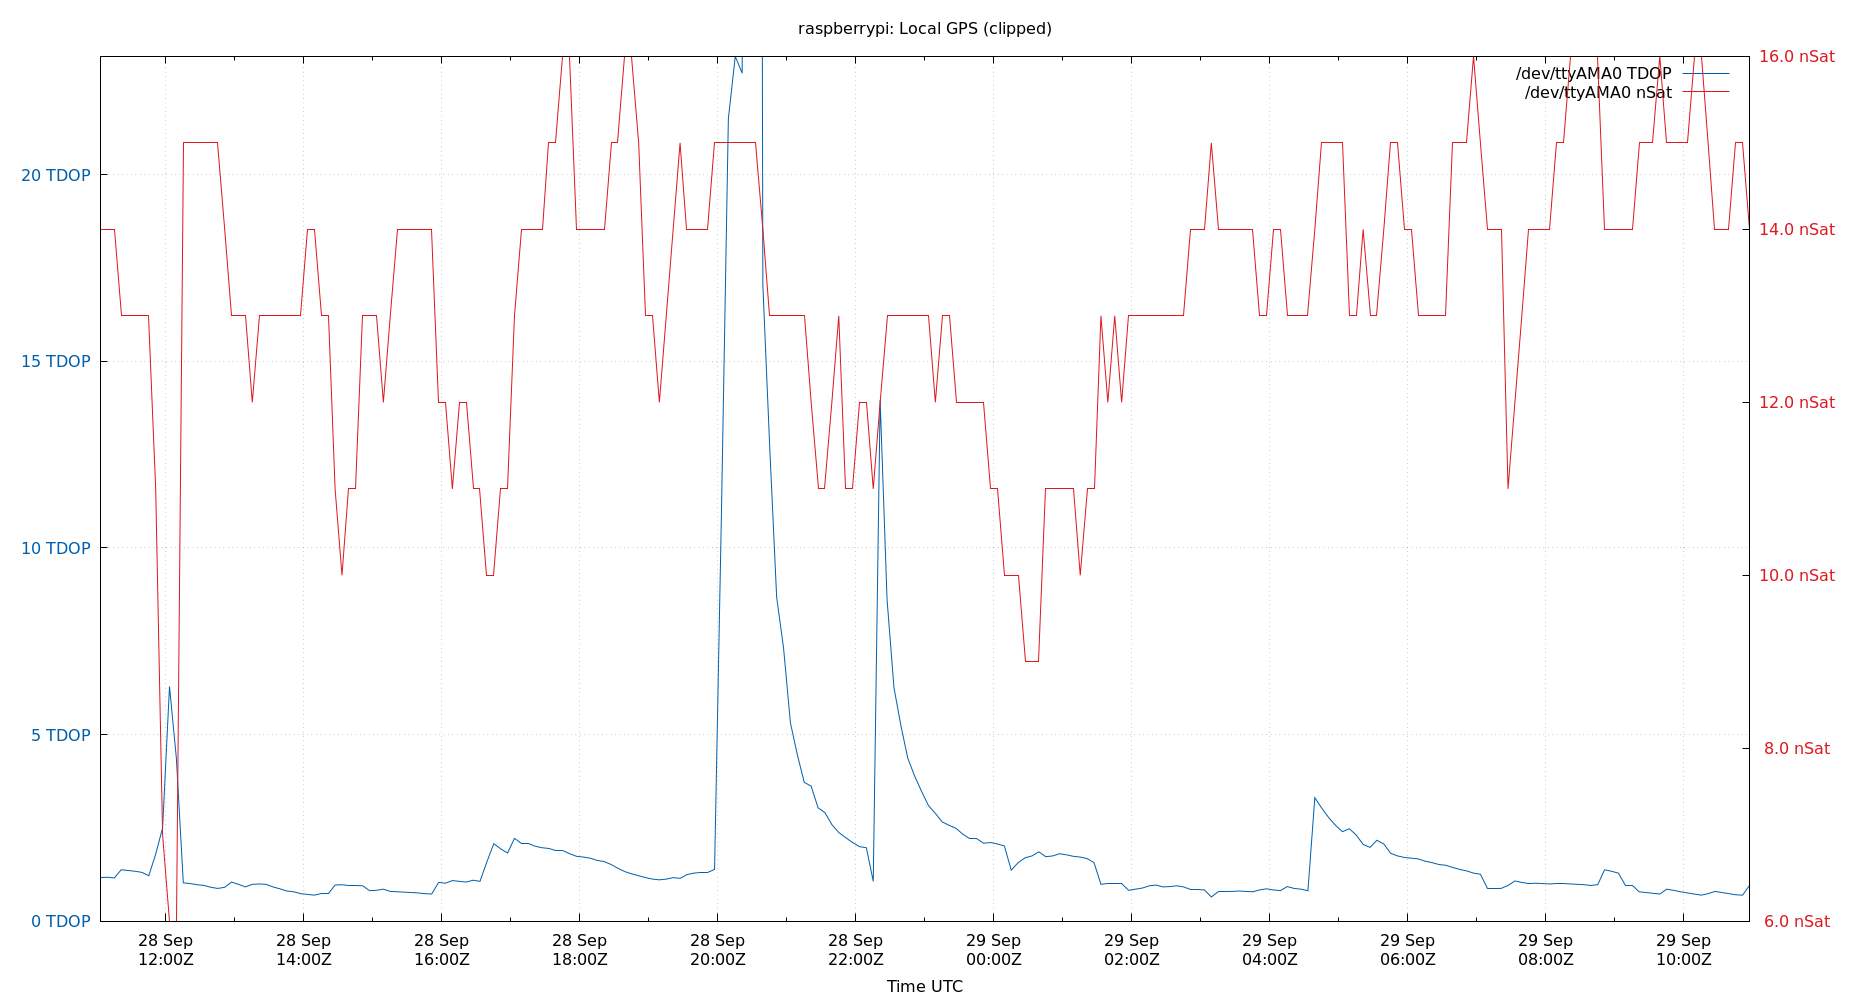 raspberrypi: Local GPS (clipped)
16.0 nSat
/dev/ttyAMA0 TDOP
/dev/ttyAMA0 nSat
20 TDOP
14.0 nSat
15 TDOP
12.0 nSat
10 TDOP
10.0 nSat
5 TDOP
8.0 nSat
0 TDOP
6.0 nSat
28 Sep 28 Sep 28 Sep 28 Sep 28 Sep 28 Sep 29 Sep 29 Sep 29 Sep 29 Sep 29 Sep 29 Sep
12:00Z 14:00Z 16:00Z 18:00Z 20:00Z 22:00Z 00:00Z 02:00Z 04:00Z 06:00Z 08:00Z 10:00Z
Time UTC